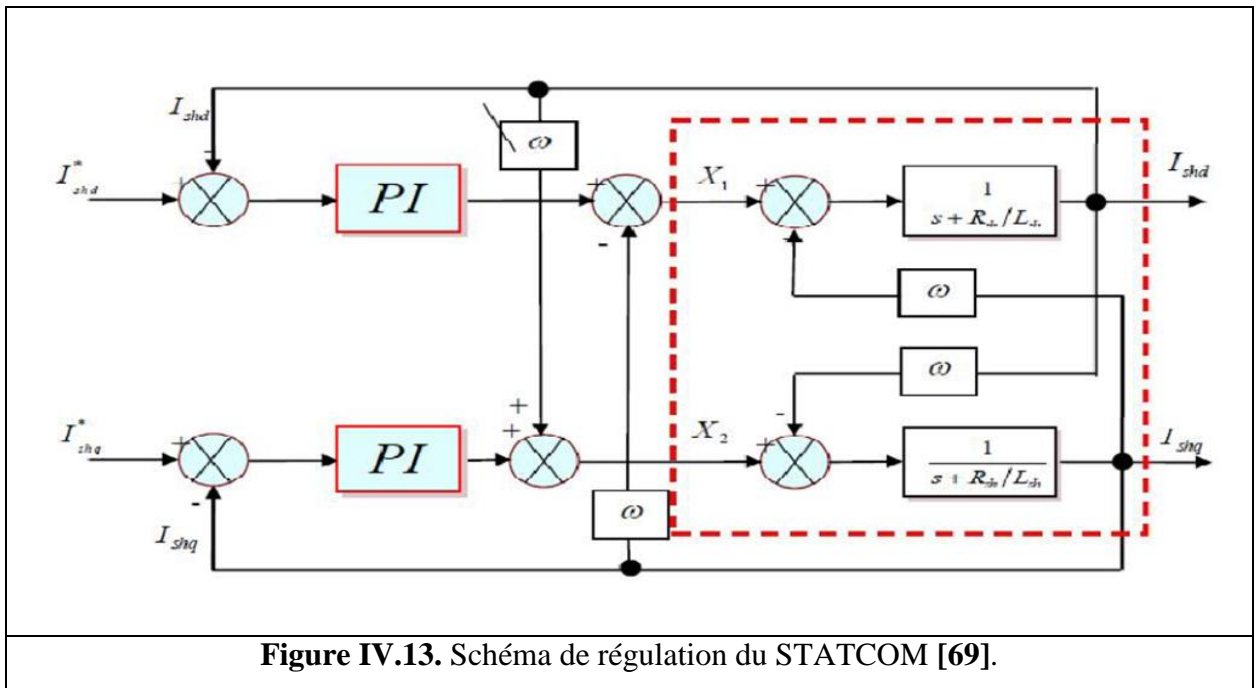 I_shd
ω
I*_shd
+
-
PI
+
-
X_1
+
1
s + R_sh/L_sh
I_shd
ω
ω
+
+
-
I*_shq
+
-
PI
X_2
+
1
s + R_sh/L_sh
I_shq
ω
I_shq
Figure IV.13. Schéma de régulation du STATCOM [69].